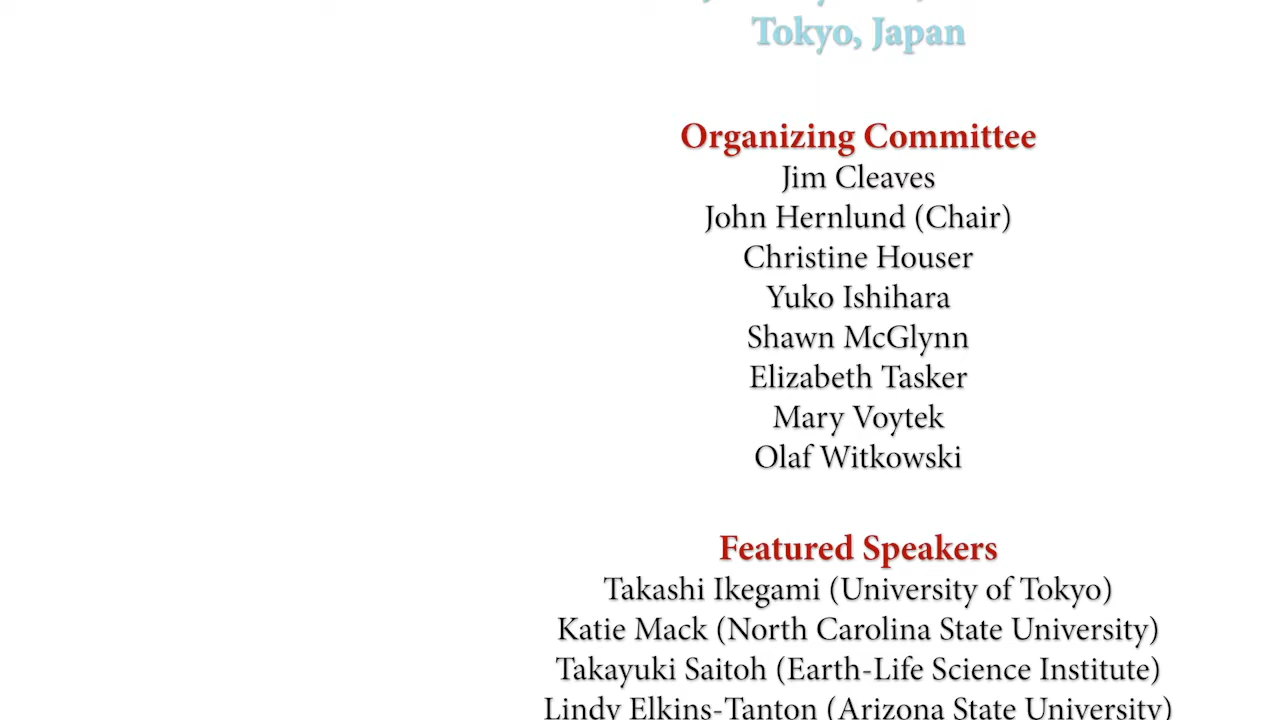 Tokyo, Japan
Organizing Committee
Jim Cleaves
John Hernlund (Chair)
Christine Houser
Yuko Ishihara
Shawn McGlynn
Elizabeth Tasker
Mary Voytek
Olaf Witkowski
Featured Speakers
Takashi Ikegami (University of Tokyo)
Katie Mack (North Carolina State University)
Takayuki Saitoh (Earth-Life Science Institute)
Lindy Elkins-Tanton (Arizona State University)